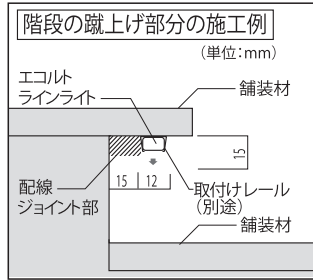 階段の蹴上げ部分の施工例
(単位:mm)
エコルト
ラインライト
舗装材
15
15 12
配線
ジョイント部
取付けレール
(別途)
舗装材